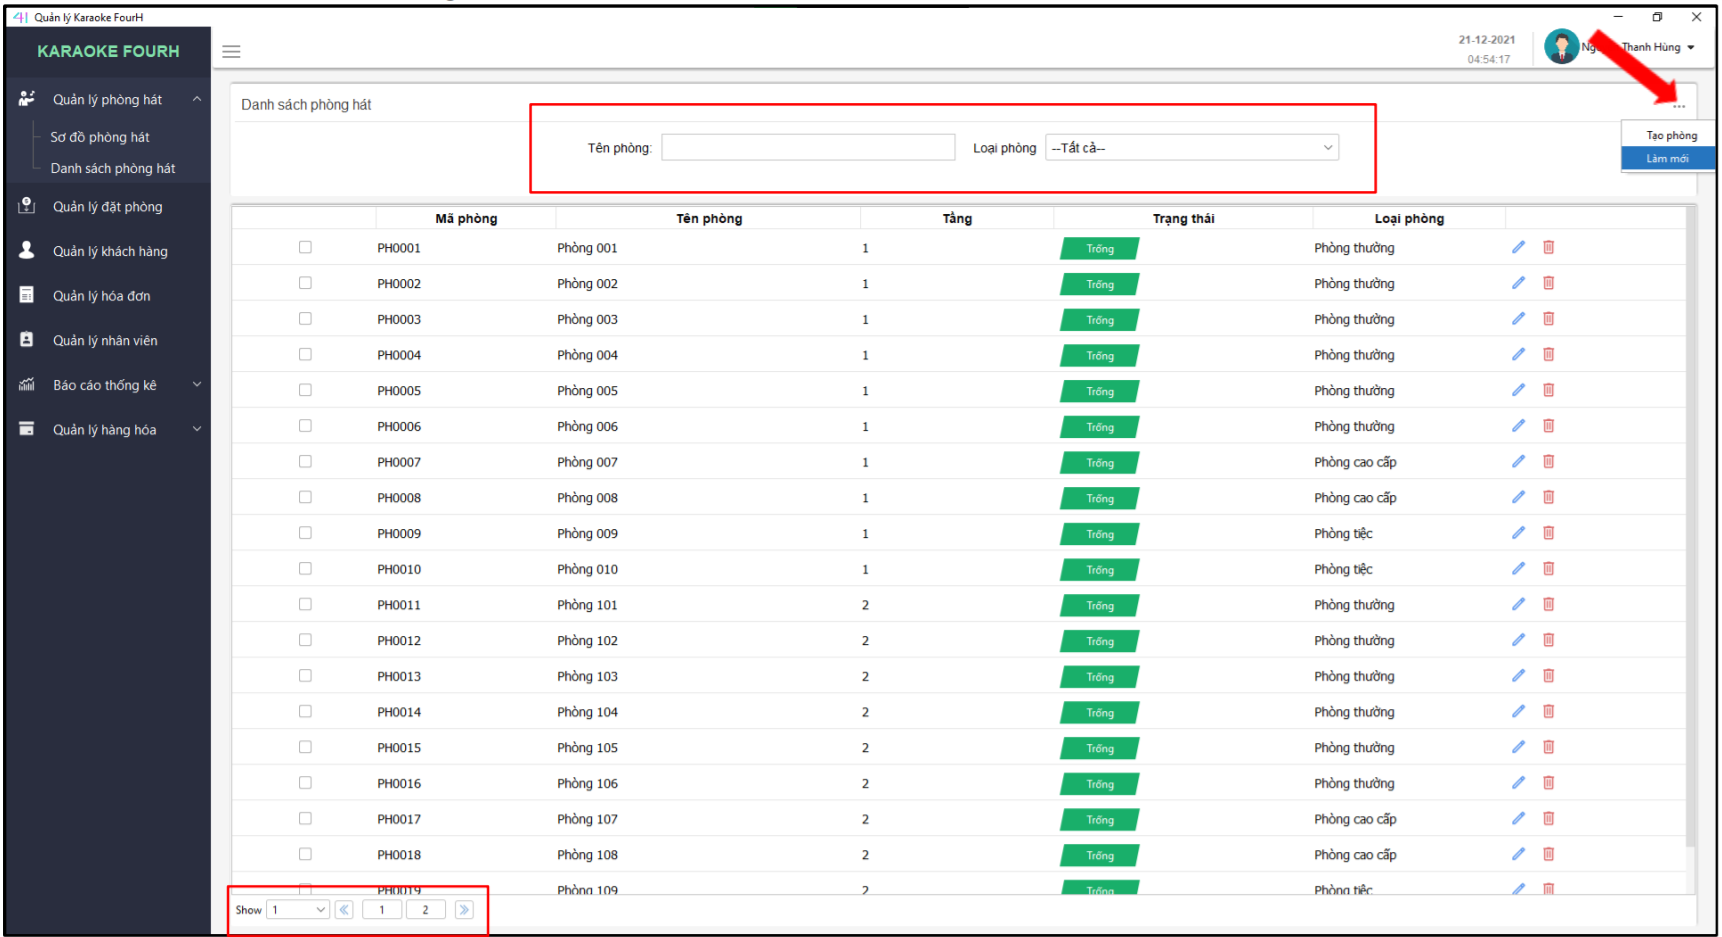 Quản lý Karaoke FourH
KARAOKE FOURH
21-12-2021
04:54:17
Thanh Hùng
Quản lý phòng hát
Sơ đồ phòng hát
Danh sách phòng hát
Quản lý đặt phòng
Quản lý khách hàng
Quản lý hóa đơn
Quản lý nhân viên
Báo cáo thống kê
Quản lý hàng hóa
Danh sách phòng hát
...
Tạo phòng
Làm mới
Tên phòng:
Loại phòng --Tất cả--
Mã phòng Tên phòng Tầng Trạng thái Loại phòng
PH0001 Phòng 001 1 Trống Phòng thường
PH0002 Phòng 002 1 Trống Phòng thường
PH0003 Phòng 003 1 Trống Phòng thường
PH0004 Phòng 004 1 Trống Phòng thường
PH0005 Phòng 005 1 Trống Phòng thường
PH0006 Phòng 006 1 Trống Phòng thường
PH0007 Phòng 007 1 Trống Phòng cao cấp
PH0008 Phòng 008 1 Trống Phòng cao cấp
PH0009 Phòng 009 1 Trống Phòng tiệc
PH0010 Phòng 010 1 Trống Phòng tiệc
PH0011 Phòng 101 2 Trống Phòng thường
PH0012 Phòng 102 2 Trống Phòng thường
PH0013 Phòng 103 2 Trống Phòng thường
PH0014 Phòng 104 2 Trống Phòng thường
PH0015 Phòng 105 2 Trống Phòng thường
PH0016 Phòng 106 2 Trống Phòng thường
PH0017 Phòng 107 2 Trống Phòng cao cấp
PH0018 Phòng 108 2 Trống Phòng cao cấp
PH0019 Phòng 109 2 Trống Phòng tiệc
Show 1 1 2